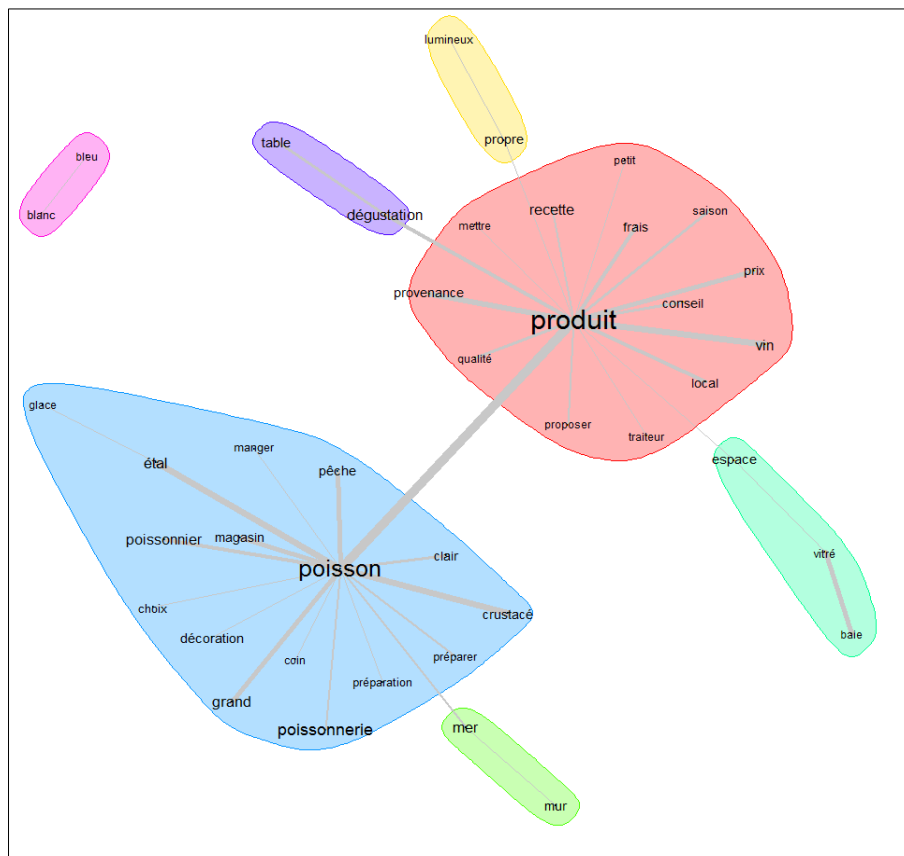 lumineux
propre
table
bleu
petit
dégustation
recette
saison
blanc
mettre
frais
prix
provenance
conseil
produit
vin
qualité
local
glace
proposer
traiteur
manger
étal
pêche
espace
poissonnier
magasin
clair
vitré
poisson
choix
crustacé
décoration
baie
coin
préparer
préparation
grand
poissonnerie
mer
mur